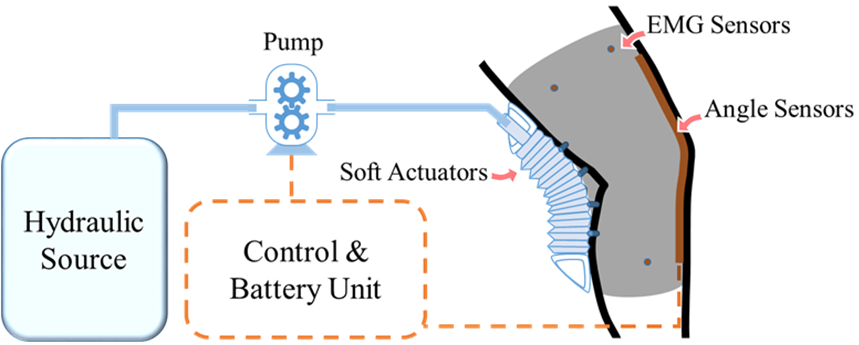 EMG Sensors
Pump
Angle Sensors
Soft Actuators
Hydraulic
Source
Control &
Battery Unit